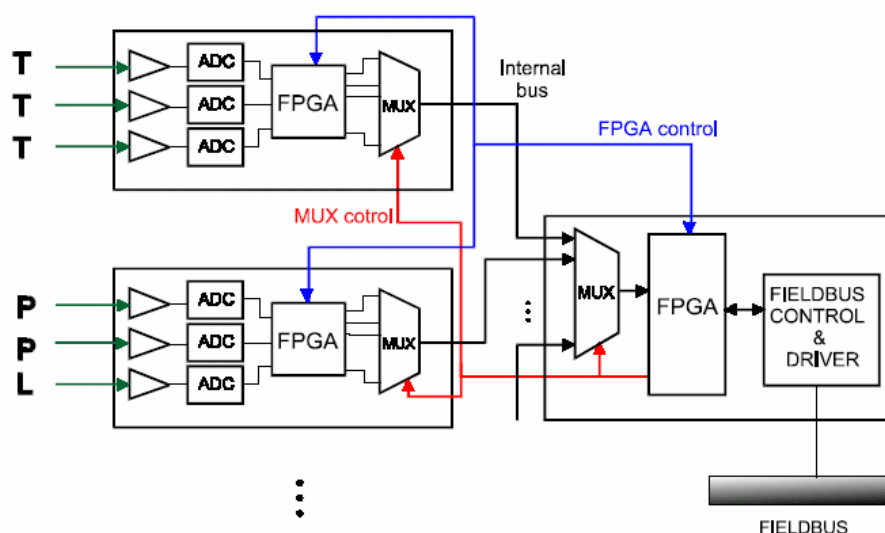 T
T
T
ADC
ADC
ADC
FPGA
MUX
Internal
bus
FPGA control
MUX cotrol
P
P
L
ADC
ADC
ADC
FPGA
MUX
...
MUX
FPGA
FIELDBUS
CONTROL
&
DRIVER
FIELDBUS